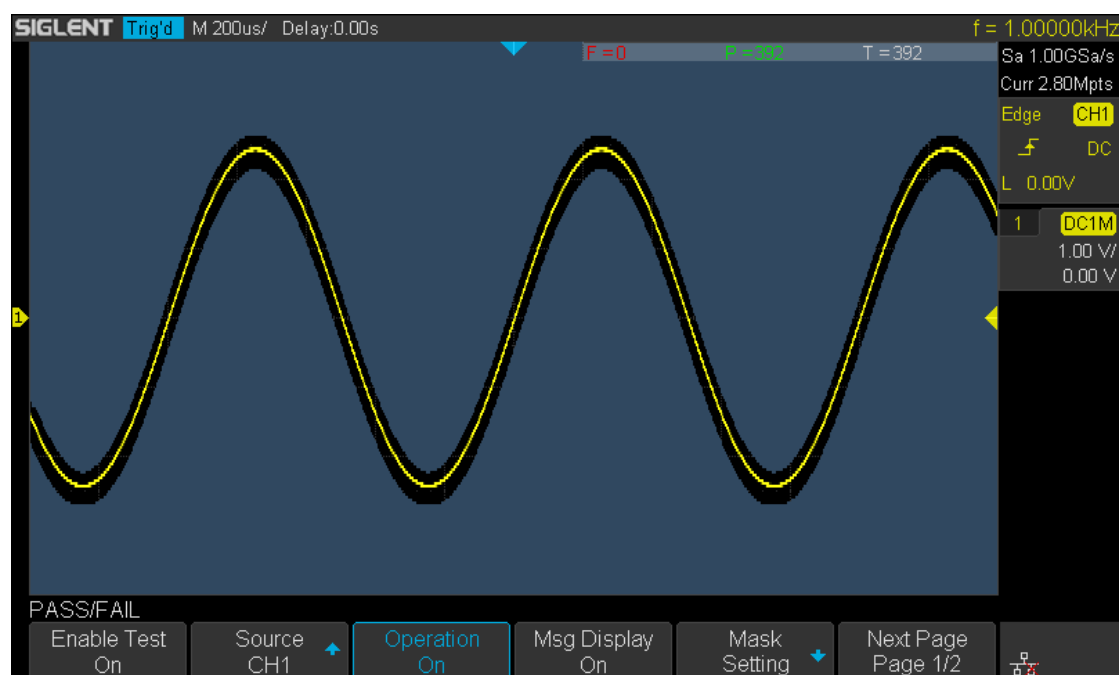 SIGLENT Trig'd M 200us/ Delay:0.00s f = 1.00000kHz
F =0 P =392 T =392
Sa 1.00GSa/s
Curr 2.80Mpts
Edge CH1
DC
L 0.00V
1 DC1M
1.00 V/
0.00 V
1
PASS/FAIL
Enable Test
On
Source
CH1
Operation
On
Msg Display
On
Mask
Setting
Next Page
Page 1/2